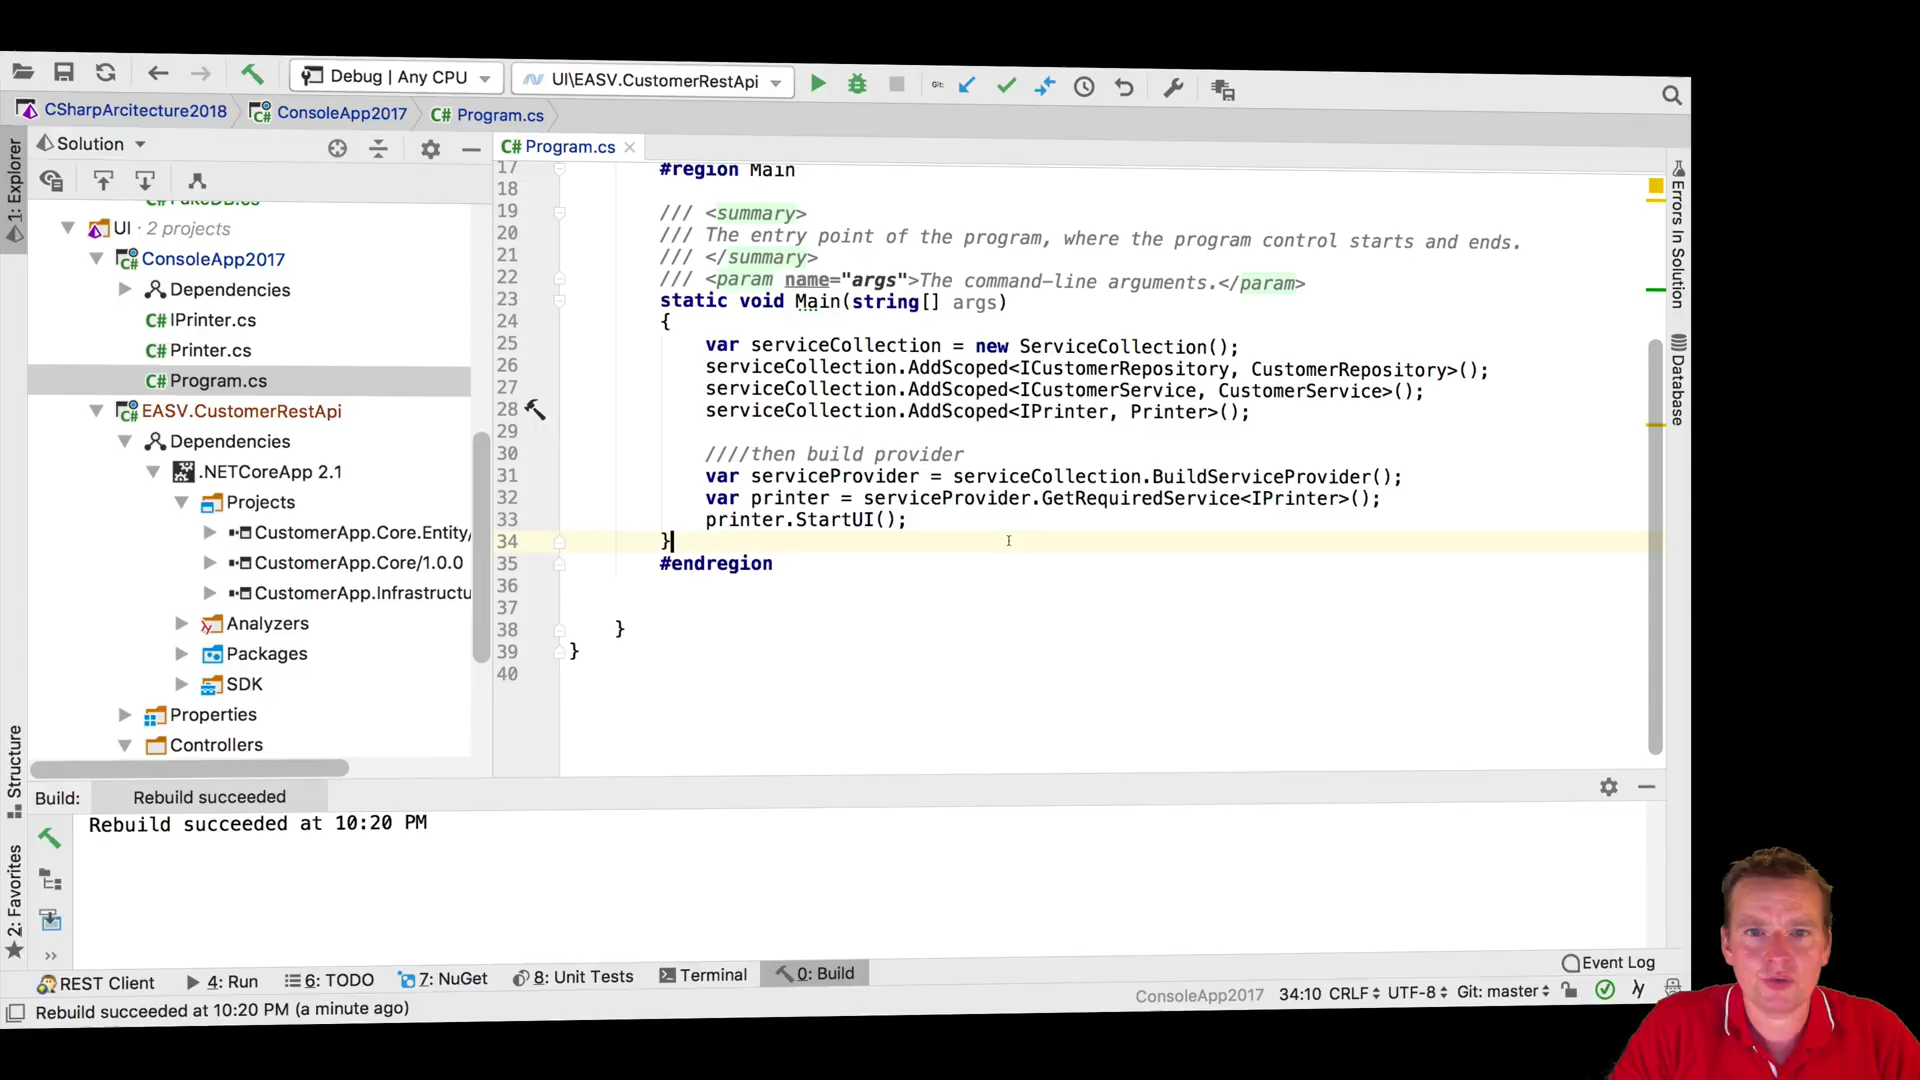 Debug | Any CPU
UI\EASV.CustomerRestApi
Git:
CSharpArcitecture2018
ConsoleApp2017
C# Program.cs
1: Explorer
Solution
C# Program.cs
UI · 2 projects
ConsoleApp2017
Dependencies
C# IPrinter.cs
C# Printer.cs
C# Program.cs
EASV.CustomerRestApi
Dependencies
.NETCoreApp 2.1
Projects
CustomerApp.Core.Entity/
CustomerApp.Core/1.0.0
CustomerApp.Infrastructu
Analyzers
Packages
SDK
Properties
Controllers
17 #region Main
18
19 /// <summary>
20 /// The entry point of the program, where the program control starts and ends.
21 /// </summary>
22 /// <param name="args">The command-line arguments.</param>
23 static void Main(string[] args)
24 {
25 var serviceCollection = new ServiceCollection();
26 serviceCollection.AddScoped<ICustomerRepository, CustomerRepository>();
27 serviceCollection.AddScoped<ICustomerService, CustomerService>();
28 serviceCollection.AddScoped<IPrinter, Printer>();
29
30 ////then build provider
31 var serviceProvider = serviceCollection.BuildServiceProvider();
32 var printer = serviceProvider.GetRequiredService<IPrinter>();
33 printer.StartUI();
34 }
35 #endregion
36
37
38 }
39 }
40
Errors In Solution
Database
Structure
2: Favorites
Build: Rebuild succeeded
Rebuild succeeded at 10:20 PM
Event Log
REST Client
4: Run
6: TODO
7: NuGet
8: Unit Tests
Terminal
0: Build
Rebuild succeeded at 10:20 PM (a minute ago)
ConsoleApp2017 34:10 CRLF UTF-8 Git: master